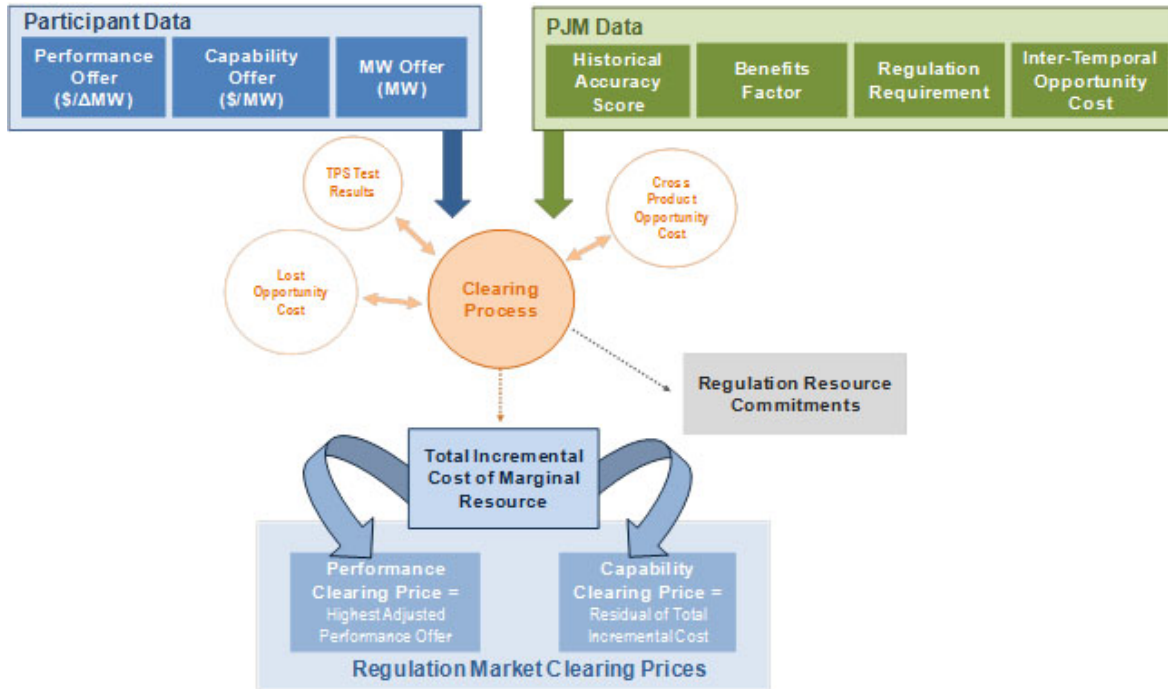 Participant Data
Performance
Offer
($/ΔMW)
Capability
Offer
($/MW)
MW Offer
(MW)
PJM Data
Historical
Accuracy
Score
Benefits
Factor
Regulation
Requirement
Inter-Temporal
Opportunity
Cost
TPS Test
Results
Cross
Product
Opportunity
Cost
Lost
Opportunity
Cost
Clearing
Process
Regulation Resource
Commitments
Total Incremental
Cost of Marginal
Resource
Performance
Clearing Price =
Highest Adjusted
Performance Offer
Capability
Clearing Price =
Residual of Total
Incremental Cost
Regulation Market Clearing Prices